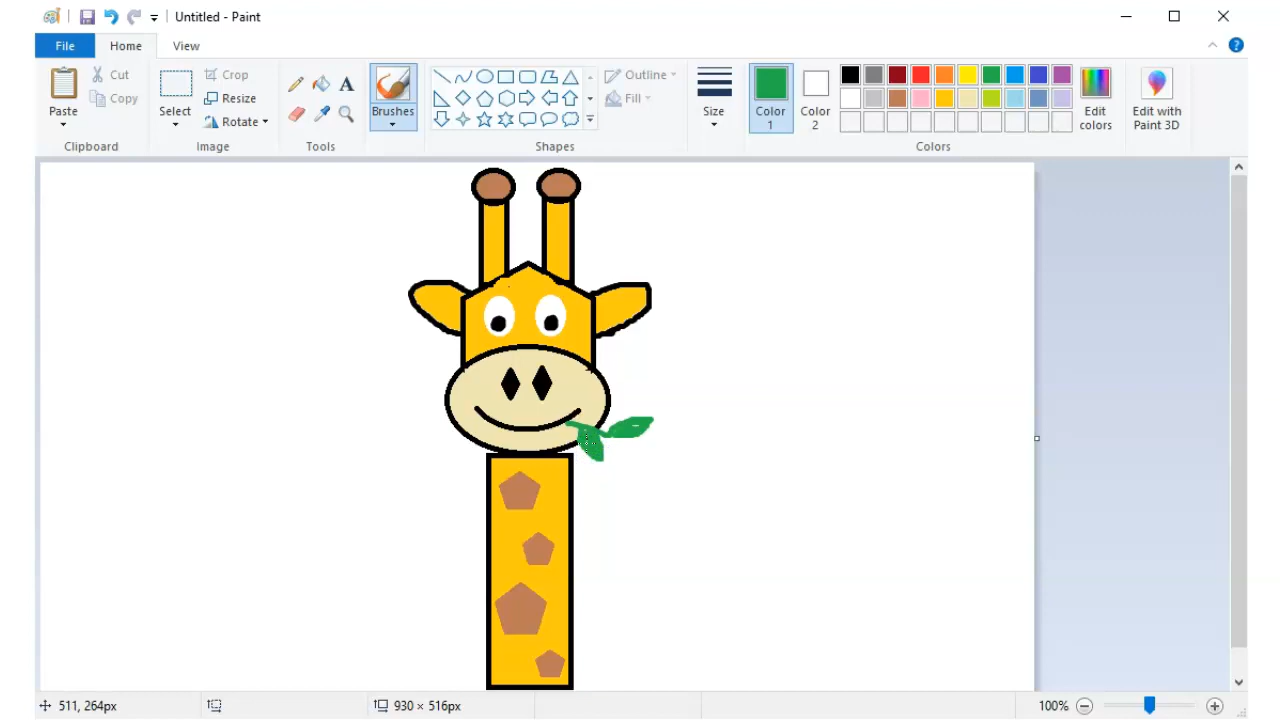 Untitled - Paint
File Home View
Paste
Cut
Copy
Clipboard
Select
Crop
Resize
Rotate
Image
A
Tools
Brushes
Shapes
Outline
Fill
Size
Color 1
Color 2
Edit colors
Colors
Edit with Paint 3D
511, 264px
930 × 516px
100%